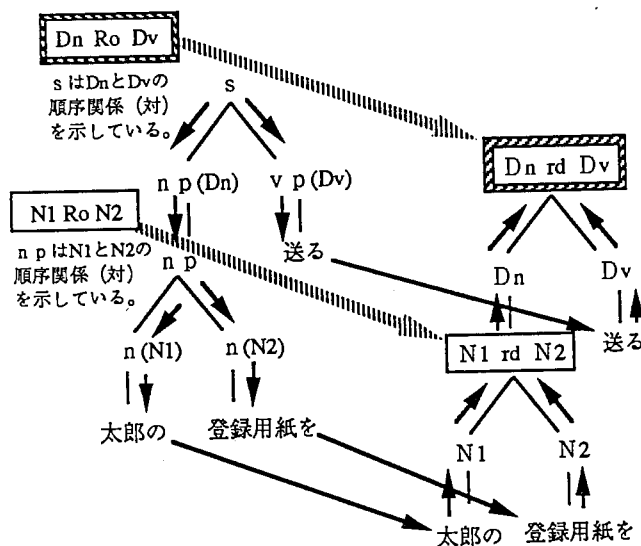 Dn Ro Dv
sはDnとDvの
順序関係(対)
を示している。
s
np(Dn)
vp(Dv)
送る
N1 Ro N2
npはN1とN2の
順序関係(対)
を示している。
np
n(N1)
n(N2)
太郎の
登録用紙を
Dn rd Dv
Dn
Dv
送る
N1 rd N2
N1
N2
太郎の
登録用紙を